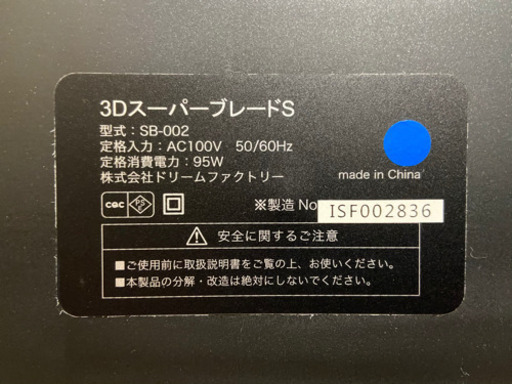 3DスーパーブレードS
型式：SB-002
定格入力：AC100V 50/60Hz
定格消費電力：95W
株式会社ドリームファクトリー
made in China
CQC PSE
※製造 No ISF002836
安全に関するご注意
■ご使用前に取扱説明書をご覧の上、お使いください。
■本製品の分解・改造は絶対にしないでください。